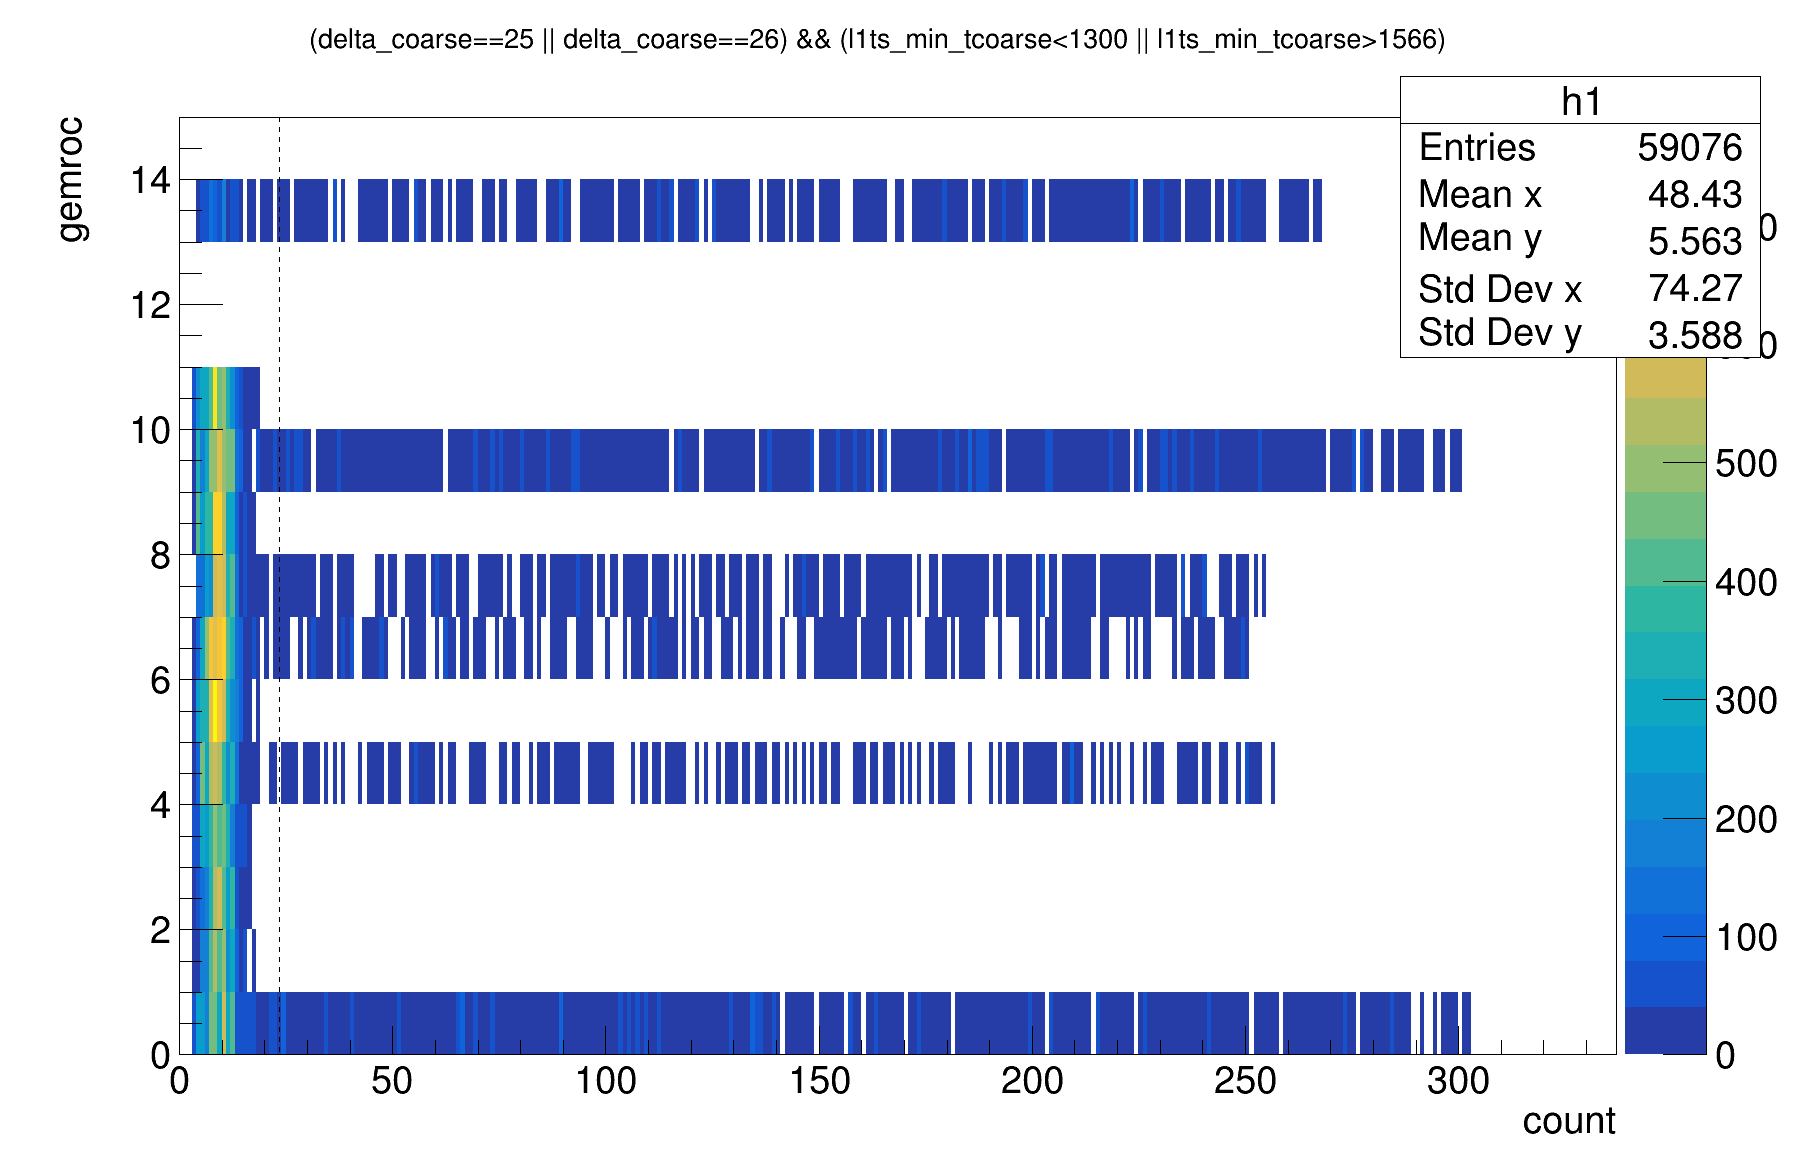 (delta_coarse==25 || delta_coarse==26) && (l1ts_min_tcoarse<1300 || l1ts_min_tcoarse>1566)
h1
Entries 59076
Mean x 48.43
Mean y 5.563
Std Dev x 74.27
Std Dev y 3.588
gemroc
14
12
10
8
6
4
2
0
0 50 100 150 200 250 300
count
500
400
300
200
100
0